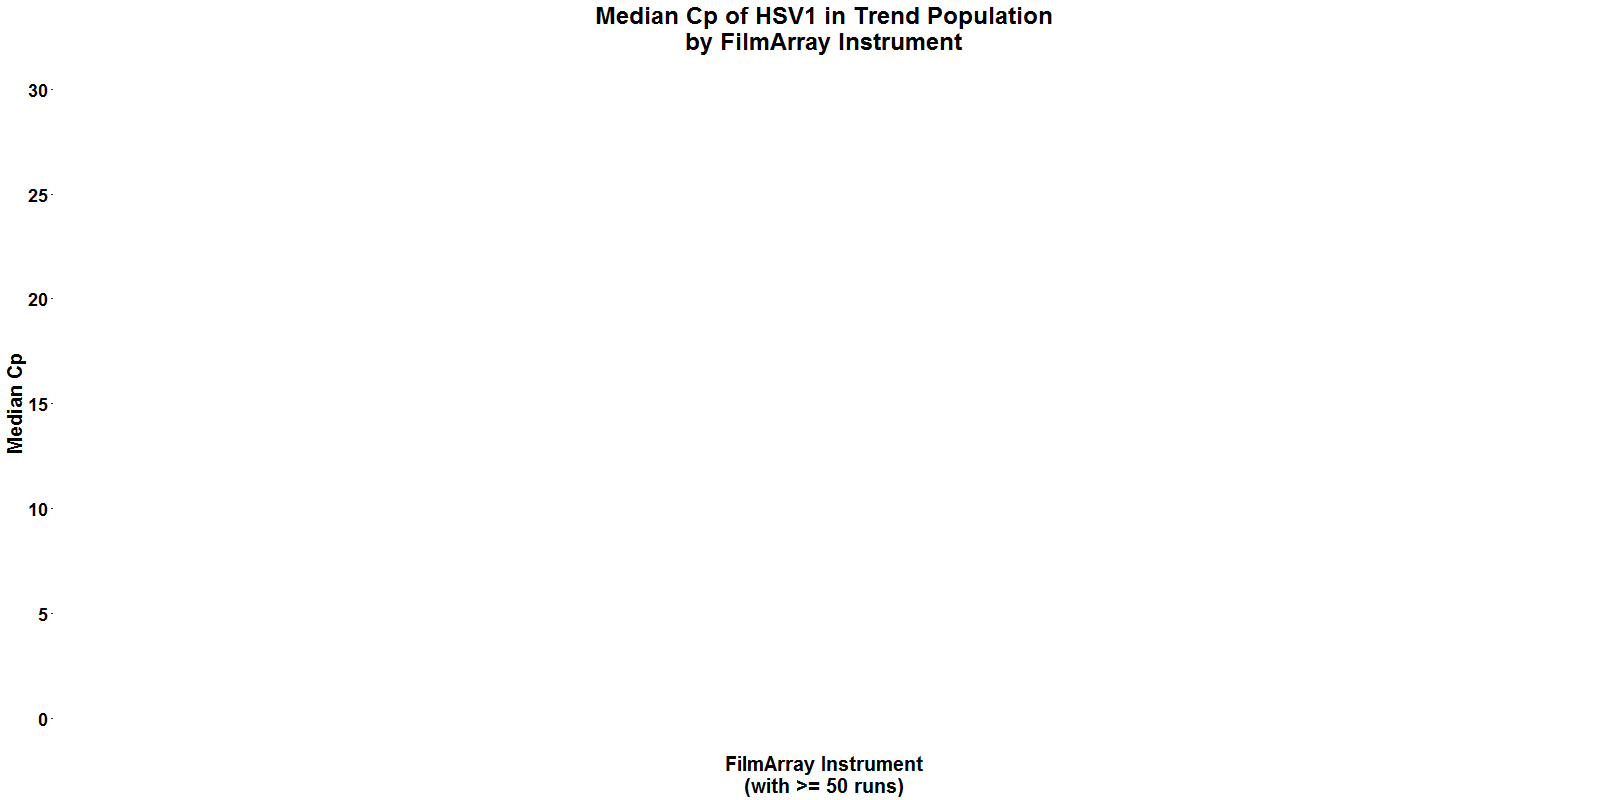 Median Cp of HSV1 in Trend Population
by FilmArray Instrument
30
25
20
15
10
5
0
Median Cp
FilmArray Instrument
(with >= 50 runs)